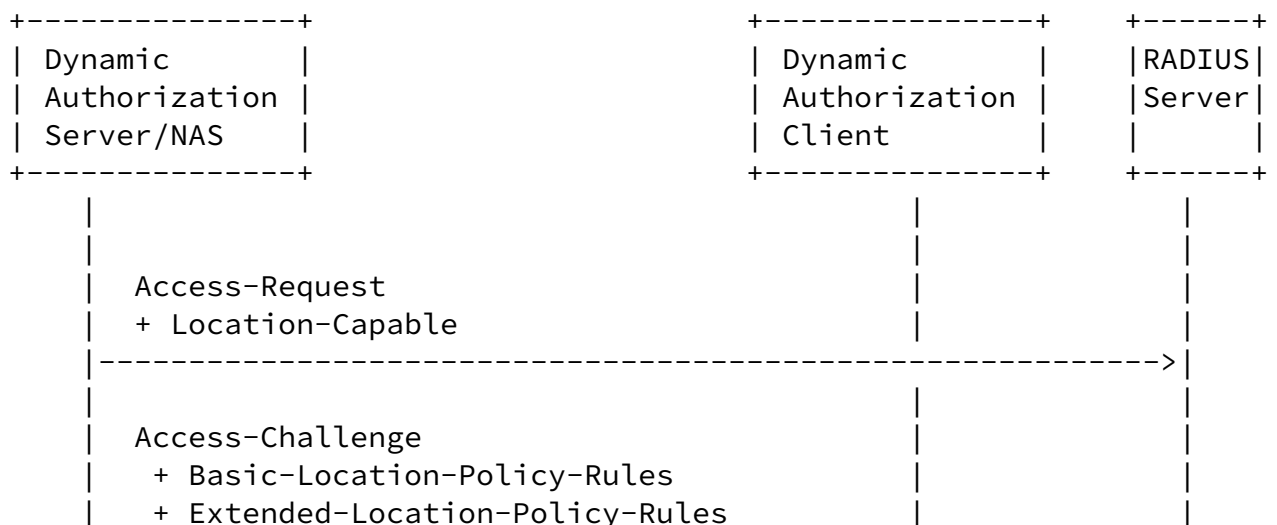 +---------------+                        +---------------+    +------+
| Dynamic       |                        | Dynamic       |    |RADIUS|
| Authorization |                        | Authorization |    |Server|
| Server/NAS    |                        | Client        |    |      |
+---------------+                        +---------------+    +------+
    |                                             |              |
    |                                             |              |
    |  Access-Request                             |              |
    |  + Location-Capable                         |              |
    |----------------------------------------------------------->|
    |                                             |              |
    |  Access-Challenge                           |              |
    |   + Basic-Location-Policy-Rules             |              |
    |   + Extended-Location-Policy-Rules          |              |